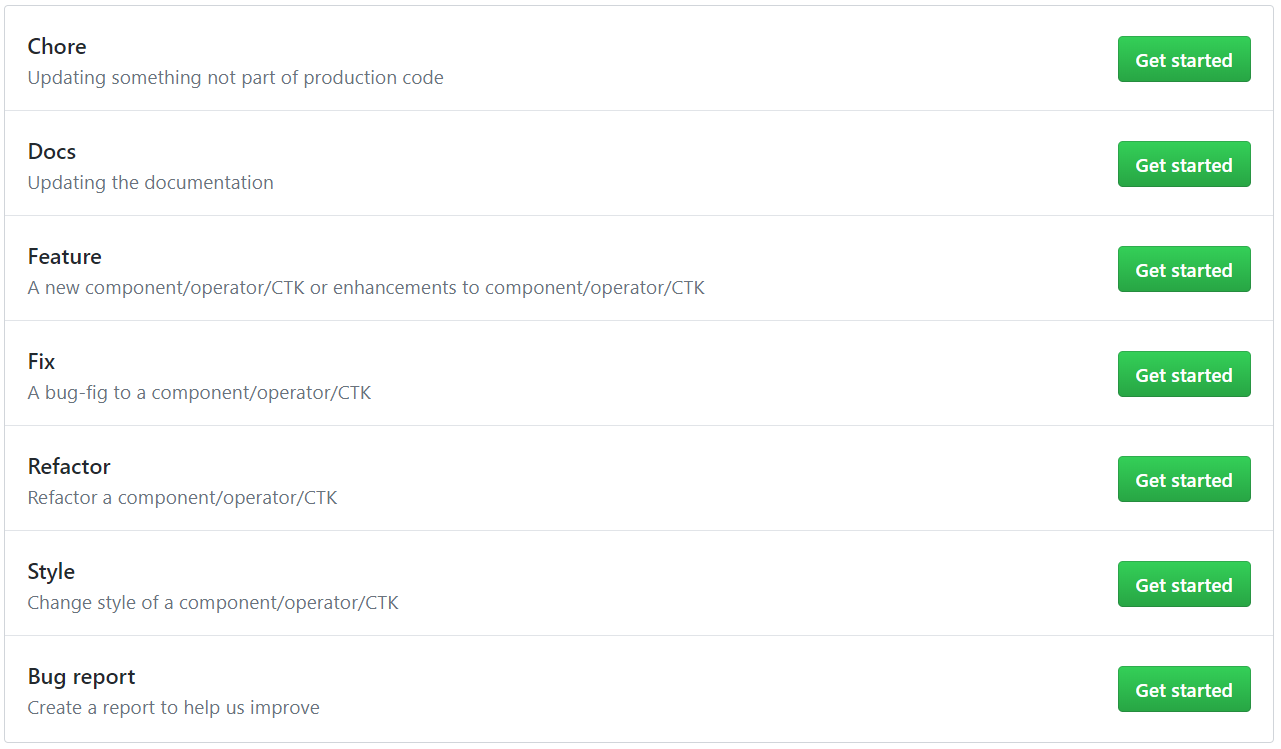 Chore
Updating something not part of production code
Get started
Docs
Updating the documentation
Get started
Feature
A new component/operator/CTK or enhancements to component/operator/CTK
Get started
Fix
A bug-fig to a component/operator/CTK
Get started
Refactor
Refactor a component/operator/CTK
Get started
Style
Change style of a component/operator/CTK
Get started
Bug report
Create a report to help us improve
Get started